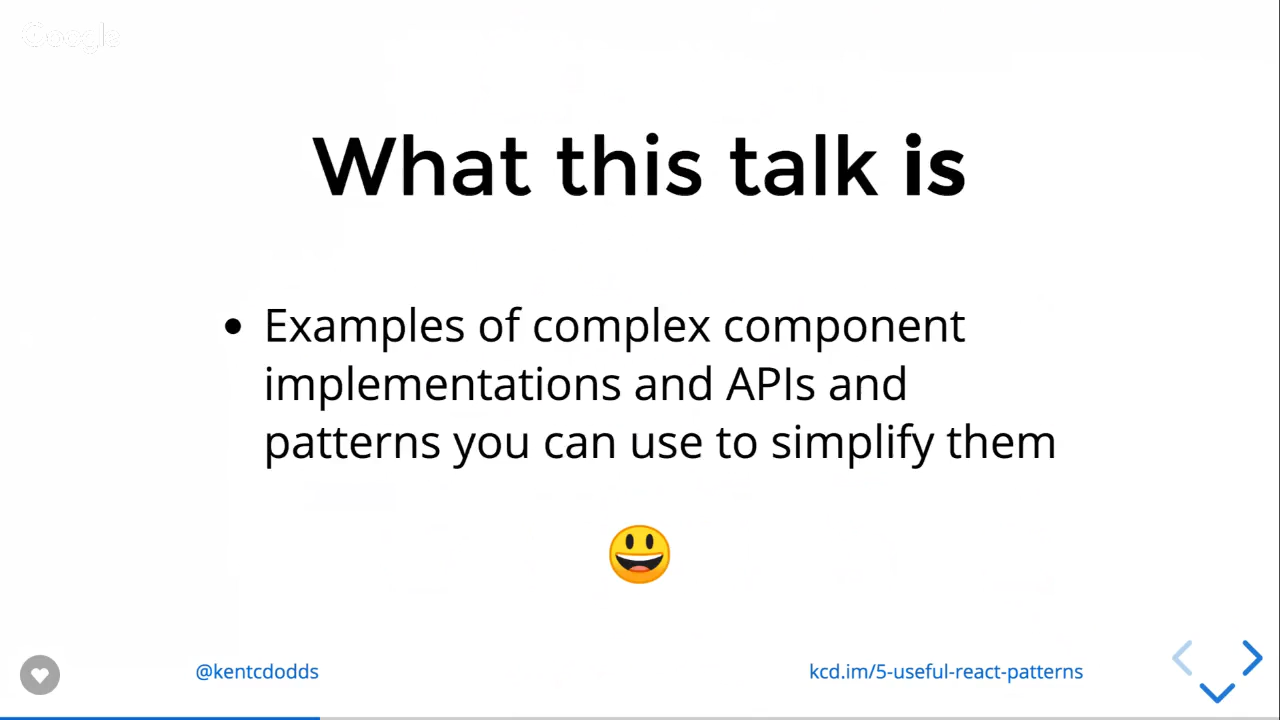 Google
What this talk is
• Examples of complex component
implementations and APIs and
patterns you can use to simplify them
@kentcdodds
kcd.im/5-useful-react-patterns